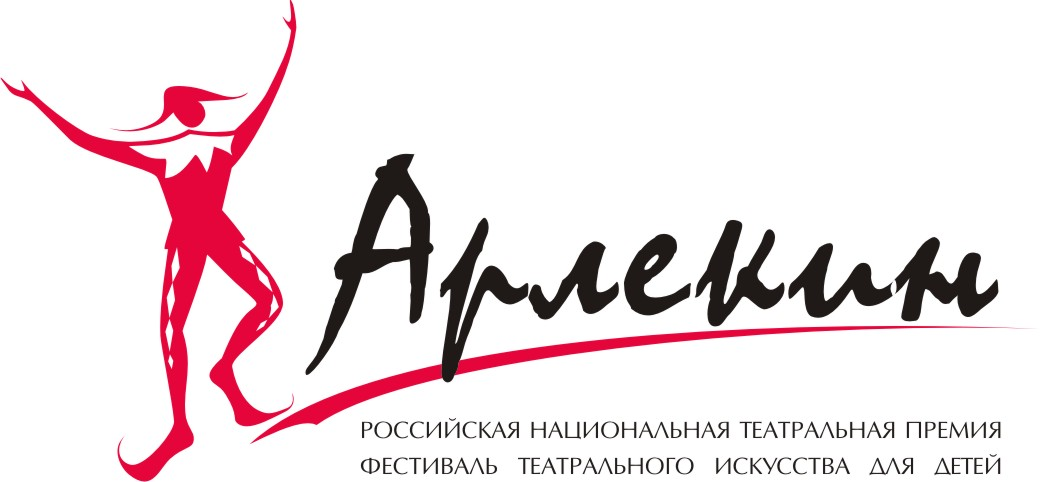 Арлекин
РОССИЙСКАЯ НАЦИОНАЛЬНАЯ ТЕАТРАЛЬНАЯ ПРЕМИЯ
ФЕСТИВАЛЬ ТЕАТРАЛЬНОГО ИСКУССТВА ДЛЯ ДЕТЕЙ